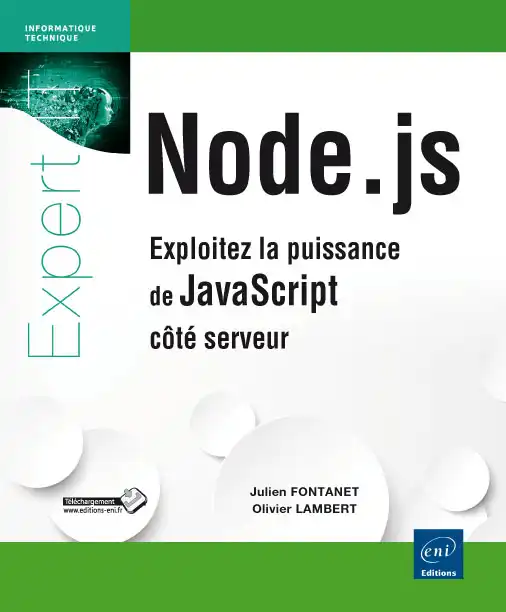 INFORMATIQUE
TECHNIQUE
Expert IT
Node.js
Exploitez la puissance
de JavaScript
côté serveur
Julien FONTANET
Olivier LAMBERT
Téléchargement
www.editions-eni.fr
eni
Editions